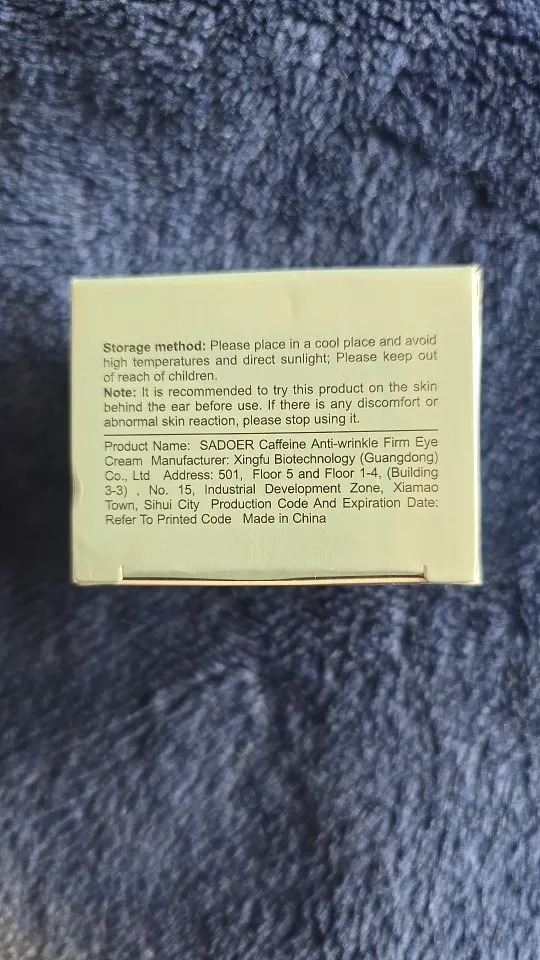 Storage method: Please place in a cool place and avoid
high temperatures and direct sunlight; Please keep out
of reach of children.
Note: It is recommended to try this product on the skin
behind the ear before use. If there is any discomfort or
abnormal skin reaction, please stop using it.
Product Name: SADOER Caffeine Anti-wrinkle Firm Eye
Cream Manufacturer: Xingfu Biotechnology (Guangdong)
Co., Ltd Address: 501, Floor 5 and Floor 1-4, (Building
3-3) , No. 15, Industrial Development Zone, Xiamao
Town, Sihui City Production Code And Expiration Date:
Refer To Printed Code Made in China